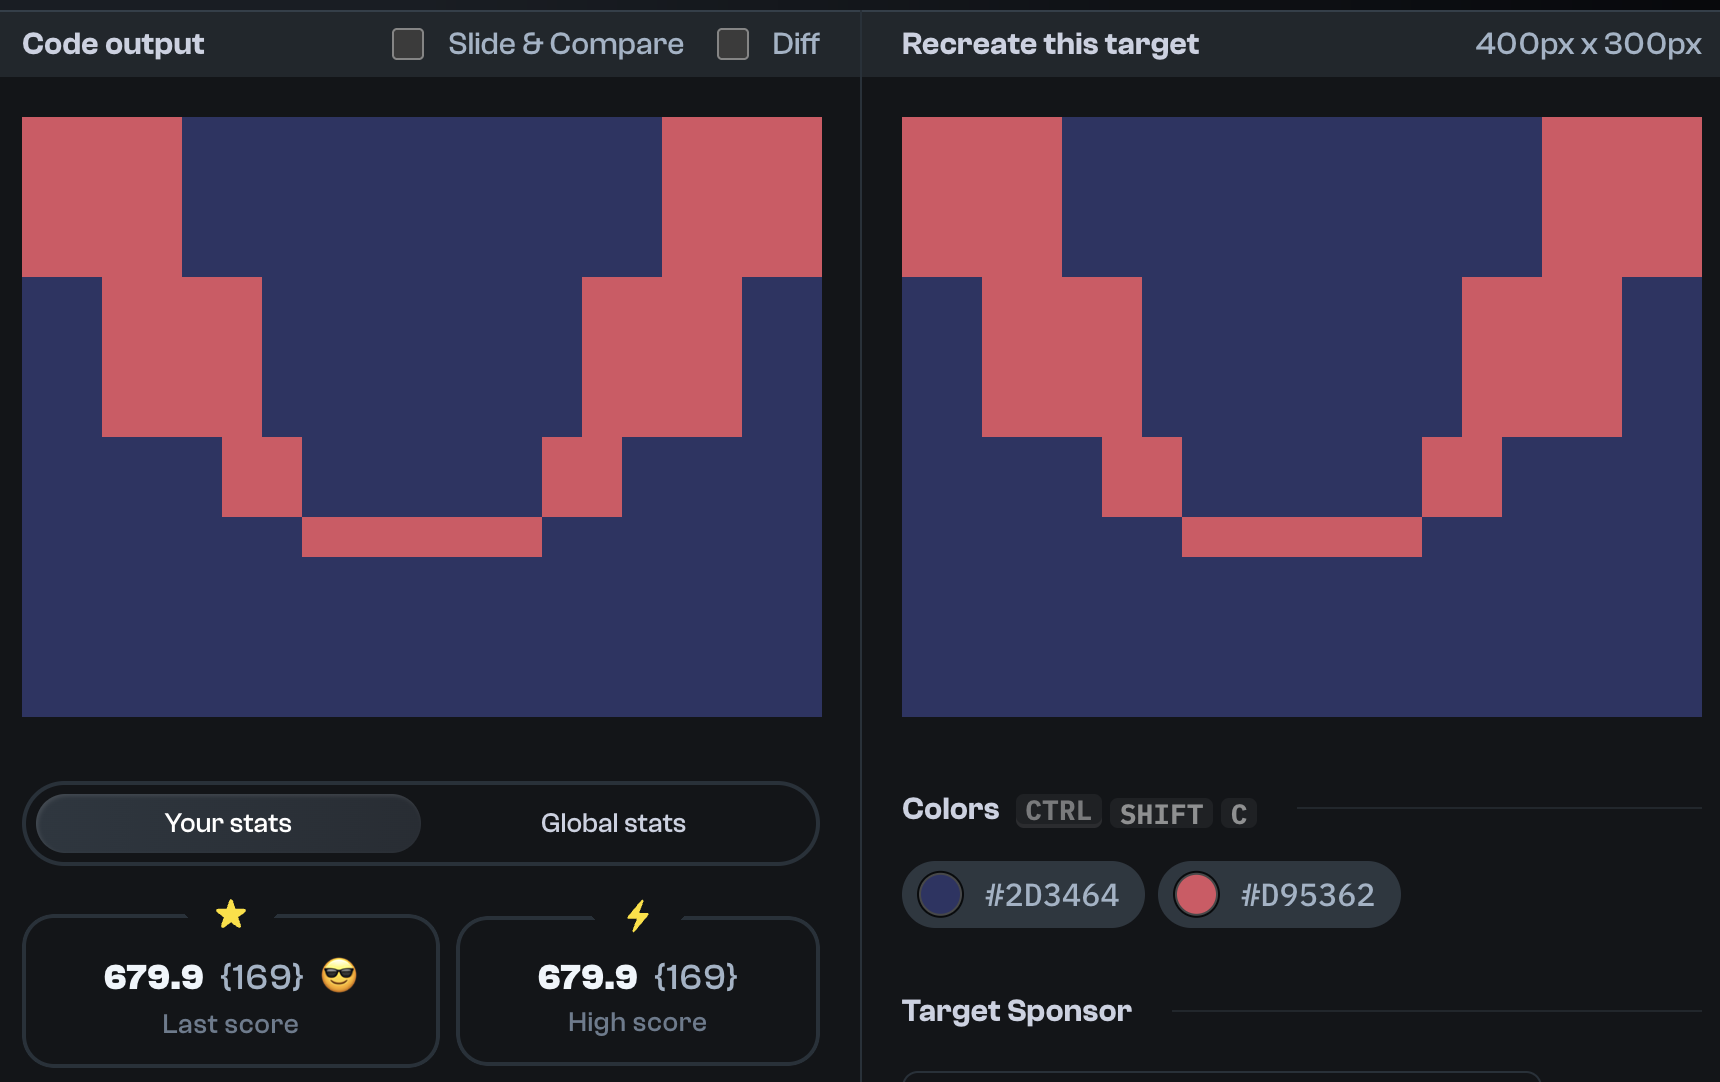 Code output
Slide & Compare
Diff
Recreate this target
400px x 300px
Your stats
Global stats
679.9 {169}
Last score
679.9 {169}
High score
Colors CTRL SHIFT C
#2D3464
#D95362
Target Sponsor